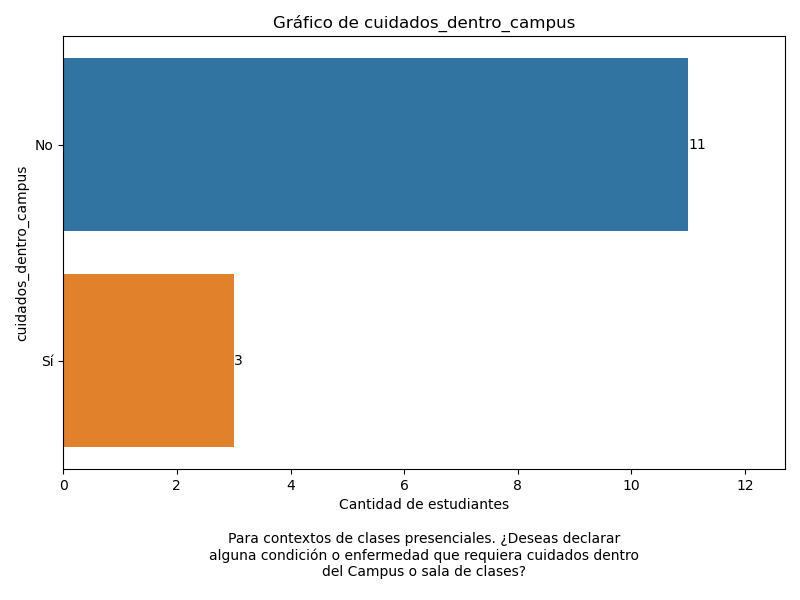 Gráfico de cuidados_dentro_campus
cuidados_dentro_campus
No
11
Sí
3
0 2 4 6 8 10 12
Cantidad de estudiantes
Para contextos de clases presenciales. ¿Deseas declarar
alguna condición o enfermedad que requiera cuidados dentro
del Campus o sala de clases?